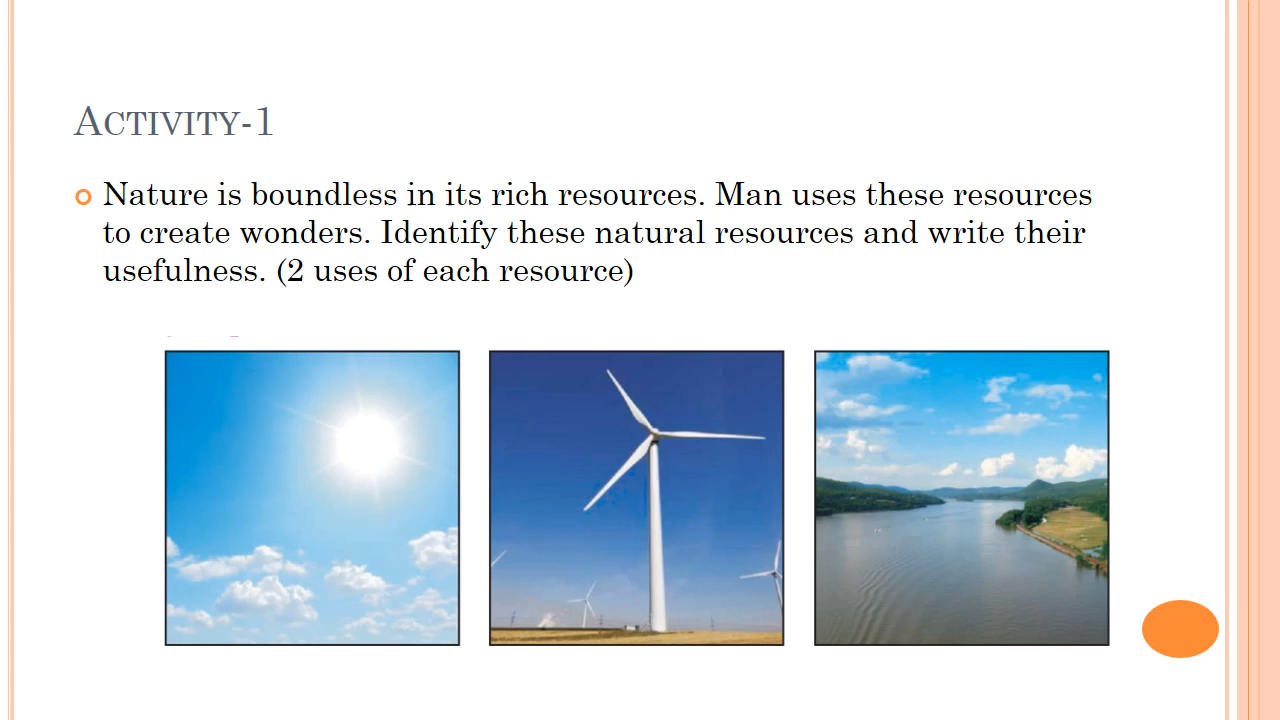 ACTIVITY-1
Nature is boundless in its rich resources. Man uses these resources
to create wonders. Identify these natural resources and write their
usefulness. (2 uses of each resource)